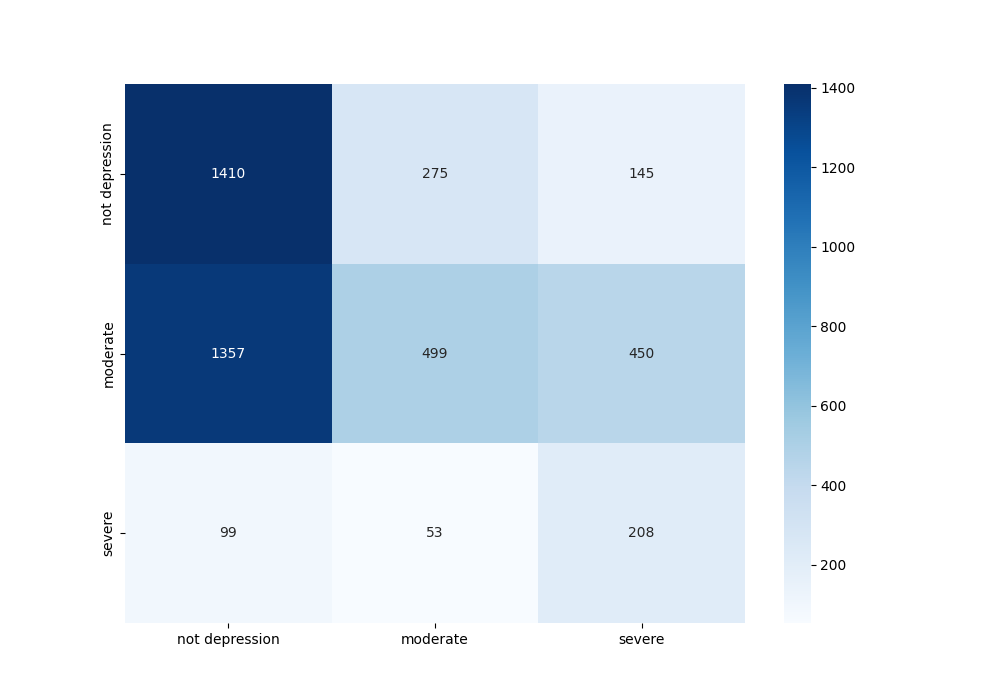 1400
not depression
1410
275
145
1200
1000
moderate
1357
499
450
800
600
400
severe
99
53
208
200
not depression
moderate
severe